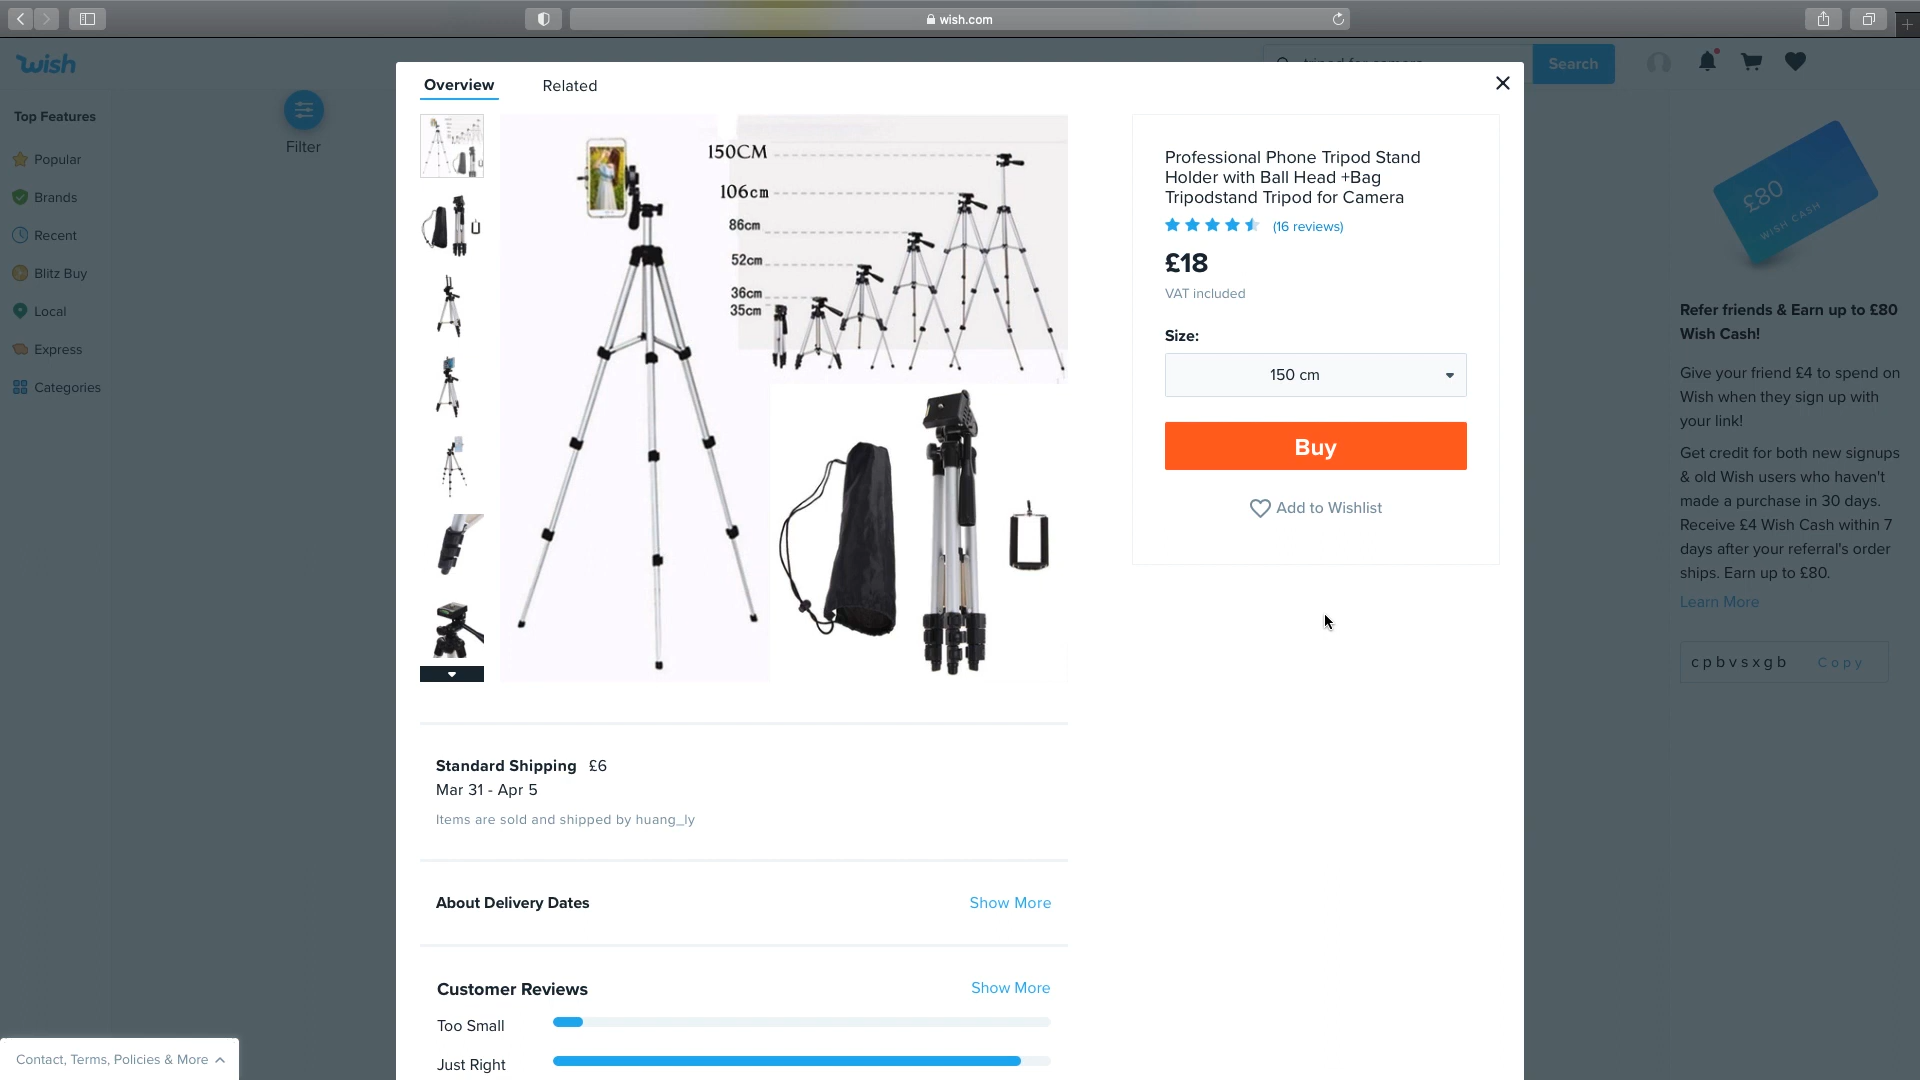 wish.com
wish
tripod for camera
Search
Top Features
Popular
Brands
Recent
Blitz Buy
Local
Express
Categories
Filter
Overview
Related
150CM
106cm
86cm
52cm
36cm
35cm
Professional Phone Tripod Stand
Holder with Ball Head +Bag
Tripodstand Tripod for Camera
(16 reviews)
£18
VAT included
Size:
150 cm
Buy
Add to Wishlist
Standard Shipping £6
Mar 31 - Apr 5
Items are sold and shipped by huang_ly
About Delivery Dates
Show More
Customer Reviews
Show More
Too Small
Just Right
£80
WISH CASH
Refer friends & Earn up to £80
Wish Cash!
Give your friend £4 to spend on
Wish when they sign up with
your link!
Get credit for both new signups
& old Wish users who haven't
made a purchase in 30 days.
Receive £4 Wish Cash within 7
days after your referral's order
ships. Earn up to £80.
Learn More
cpbvsxgb Copy
Contact, Terms, Policies & More